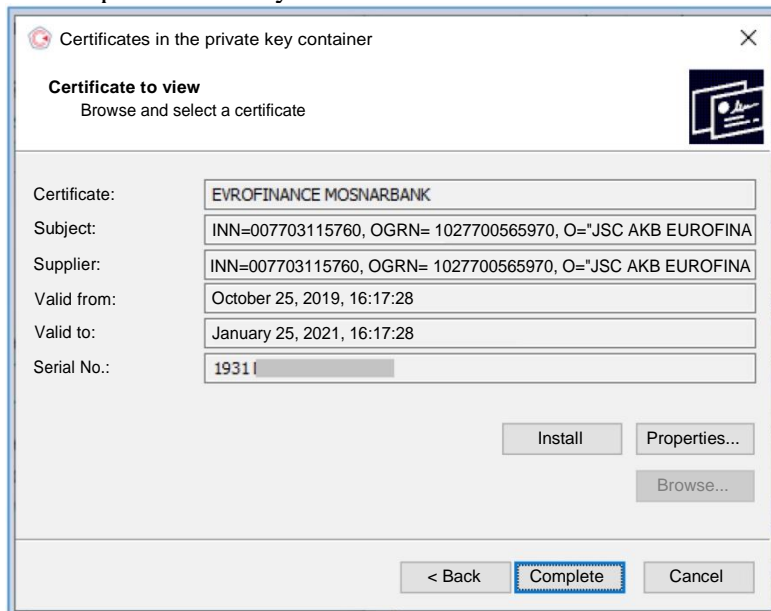 Certificates in the private key container
Certificate to view
Browse and select a certificate
Certificate: EVROFINANCE MOSNARBANK
Subject: INN=007703115760, OGRN= 1027700565970, O="JSC AKB EUROFINA
Supplier: INN=007703115760, OGRN= 1027700565970, O="JSC AKB EUROFINA
Valid from: October 25, 2019, 16:17:28
Valid to: January 25, 2021, 16:17:28
Serial No.: 1931
Install Properties...
Browse...
< Back Complete Cancel